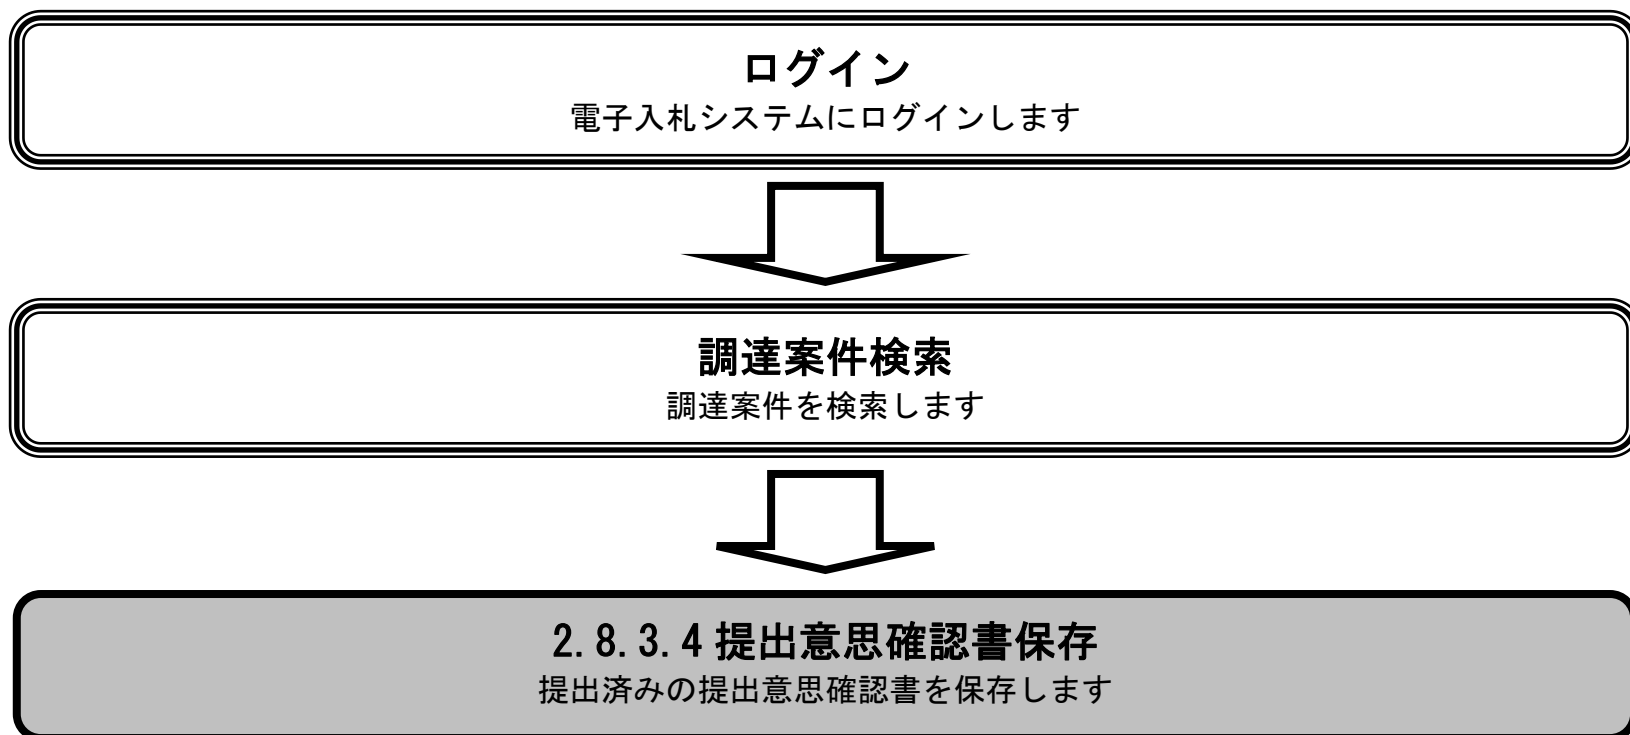 ログイン
電子入札システムにログインします
調達案件検索
調達案件を検索します
2.8.3.4 提出意思確認書保存
提出済みの提出意思確認書を保存します